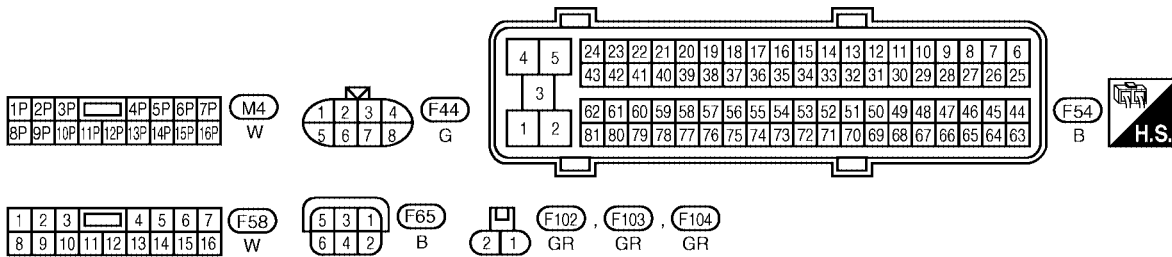 1P 2P 3P 4P 5P 6P 7P
8P 9P 10P 11P 12P 13P 14P 15P 16P
M4
W
1 2 3 4
5 6 7 8
F44
G
4 5
3
1 2
24 23 22 21 20 19 18 17 16 15 14 13 12 11 10 9 8 7 6
43 42 41 40 39 38 37 36 35 34 33 32 31 30 29 28 27 26 25
62 61 60 59 58 57 56 55 54 53 52 51 50 49 48 47 46 45 44
81 80 79 78 77 76 75 74 73 72 71 70 69 68 67 66 65 64 63
F54
B
H.S.
1 2 3 4 5 6 7
8 9 10 11 12 13 14 15 16
F58
W
5 3 1
6 4 2
F65
B
2 1
F102 , F103 , F104
GR GR GR